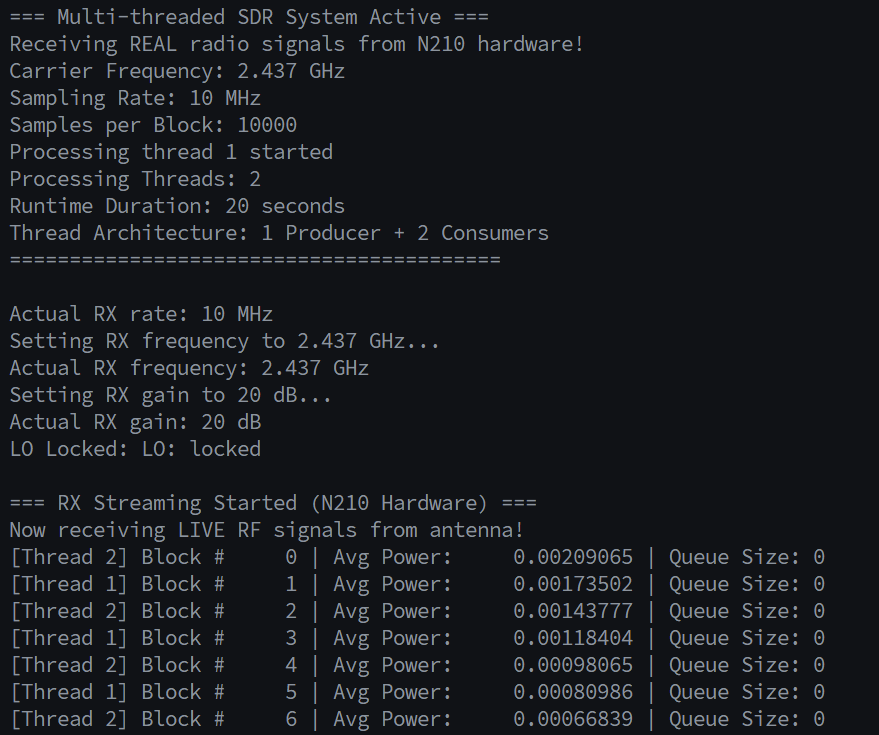 === Multi-threaded SDR System Active ===
Receiving REAL radio signals from N210 hardware!
Carrier Frequency: 2.437 GHz
Sampling Rate: 10 MHz
Samples per Block: 10000
Processing thread 1 started
Processing Threads: 2
Runtime Duration: 20 seconds
Thread Architecture: 1 Producer + 2 Consumers
=========================================
Actual RX rate: 10 MHz
Setting RX frequency to 2.437 GHz...
Actual RX frequency: 2.437 GHz
Setting RX gain to 20 dB...
Actual RX gain: 20 dB
LO Locked: LO: locked
=== RX Streaming Started (N210 Hardware) ===
Now receiving LIVE RF signals from antenna!
[Thread 2] Block #     0 | Avg Power:     0.00209065 | Queue Size: 0
[Thread 1] Block #     1 | Avg Power:     0.00173502 | Queue Size: 0
[Thread 2] Block #     2 | Avg Power:     0.00143777 | Queue Size: 0
[Thread 1] Block #     3 | Avg Power:     0.00118404 | Queue Size: 0
[Thread 2] Block #     4 | Avg Power:     0.00098065 | Queue Size: 0
[Thread 1] Block #     5 | Avg Power:     0.00080986 | Queue Size: 0
[Thread 2] Block #     6 | Avg Power:     0.00066839 | Queue Size: 0